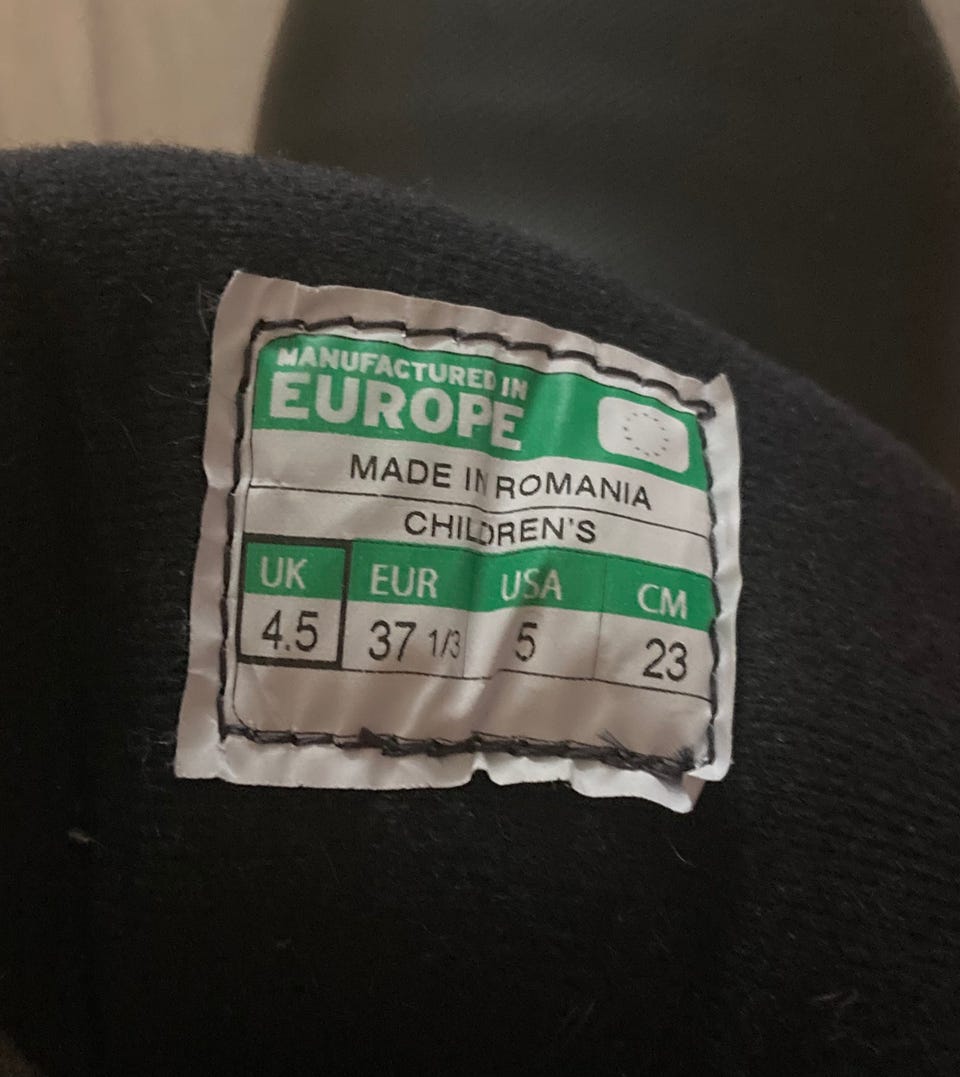 MANUFACTURED IN
EUROPE
MADE IN ROMANIA
CHILDREN'S
UK EUR USA CM
4.5 37 1/3 5 23